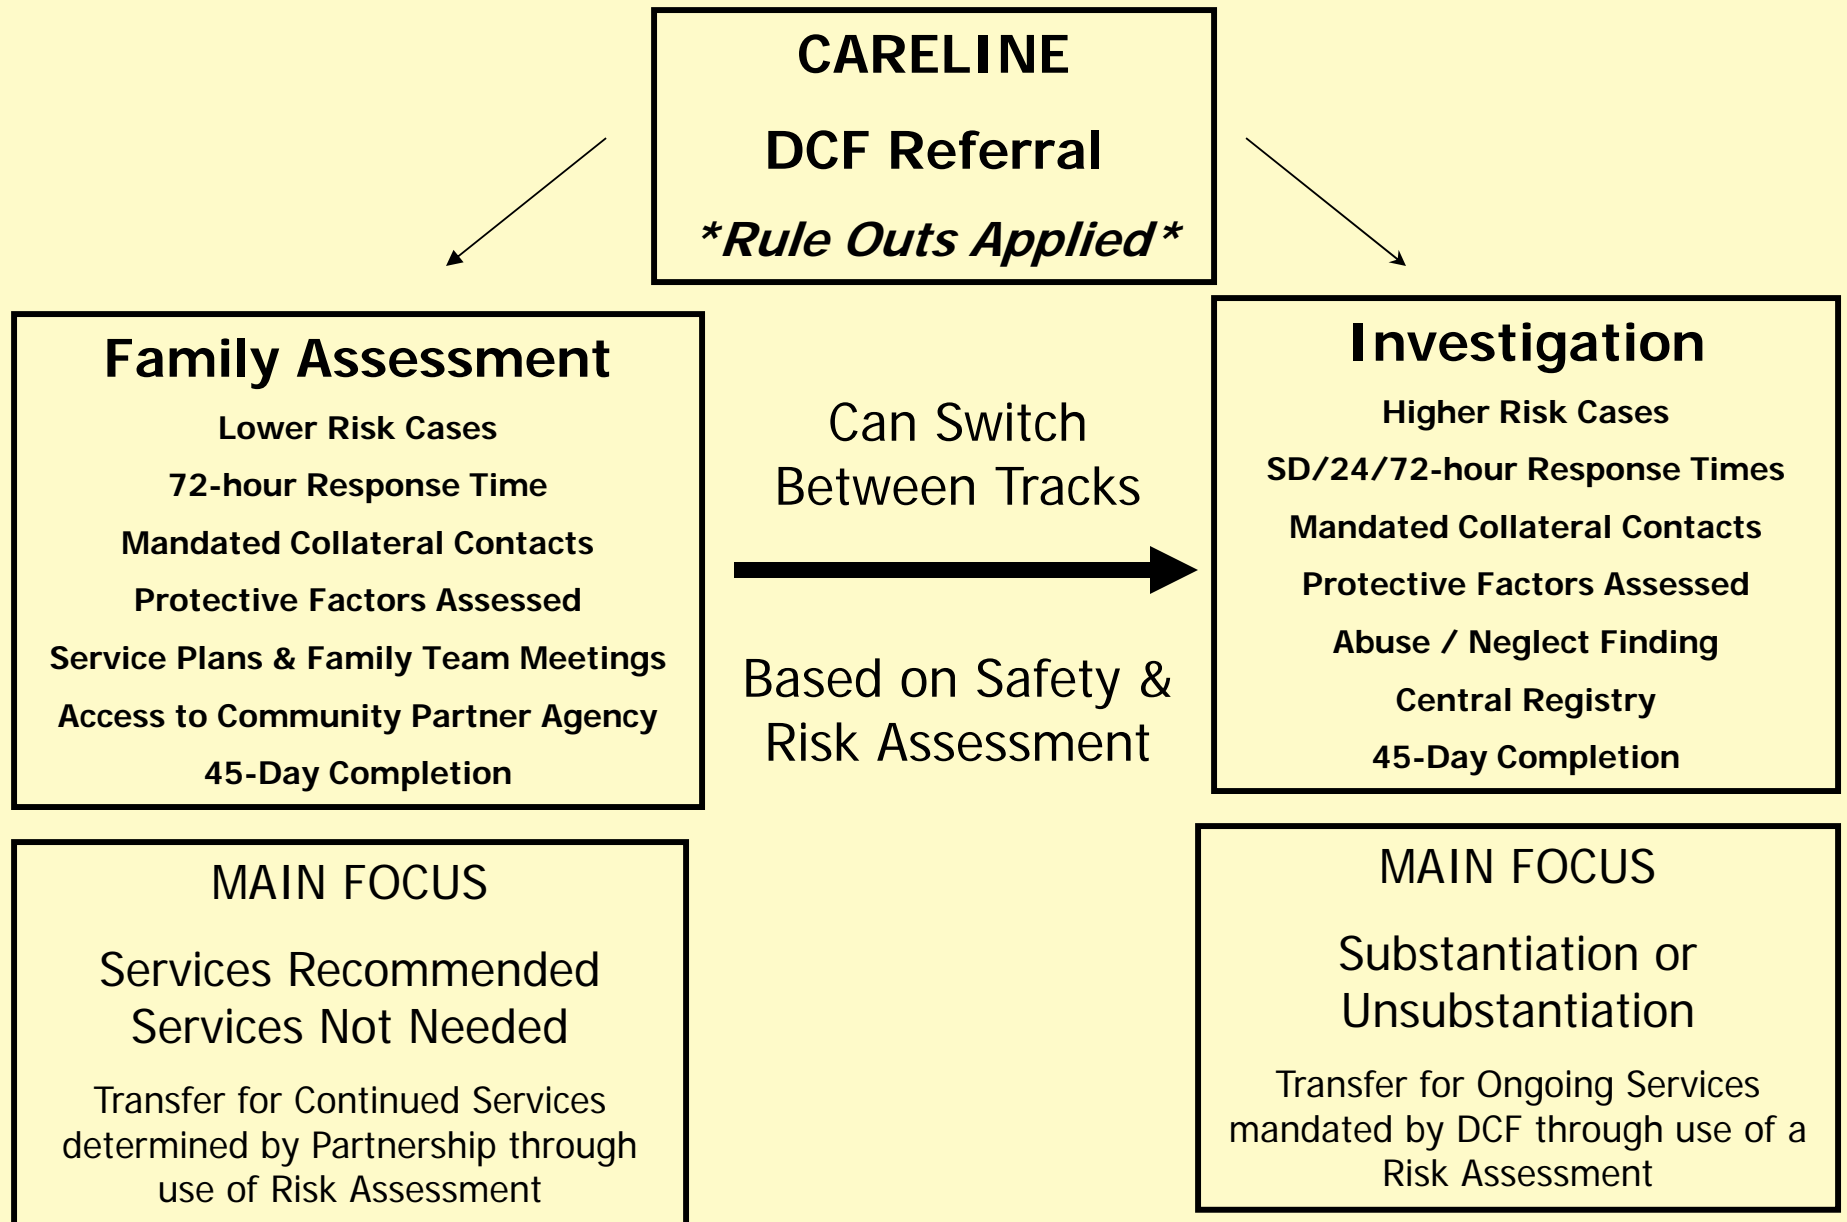 CARELINE
DCF Referral
*Rule Outs Applied*
Family Assessment
Lower Risk Cases
72-hour Response Time
Mandated Collateral Contacts
Protective Factors Assessed
Service Plans & Family Team Meetings
Access to Community Partner Agency
45-Day Completion
Can Switch
Between Tracks
Based on Safety &
Risk Assessment
Investigation
Higher Risk Cases
SD/24/72-hour Response Times
Mandated Collateral Contacts
Protective Factors Assessed
Abuse / Neglect Finding
Central Registry
45-Day Completion
MAIN FOCUS
Services Recommended
Services Not Needed
Transfer for Continued Services
determined by Partnership through
use of Risk Assessment
MAIN FOCUS
Substantiation or
Unsubstantiation
Transfer for Ongoing Services
mandated by DCF through use of a
Risk Assessment